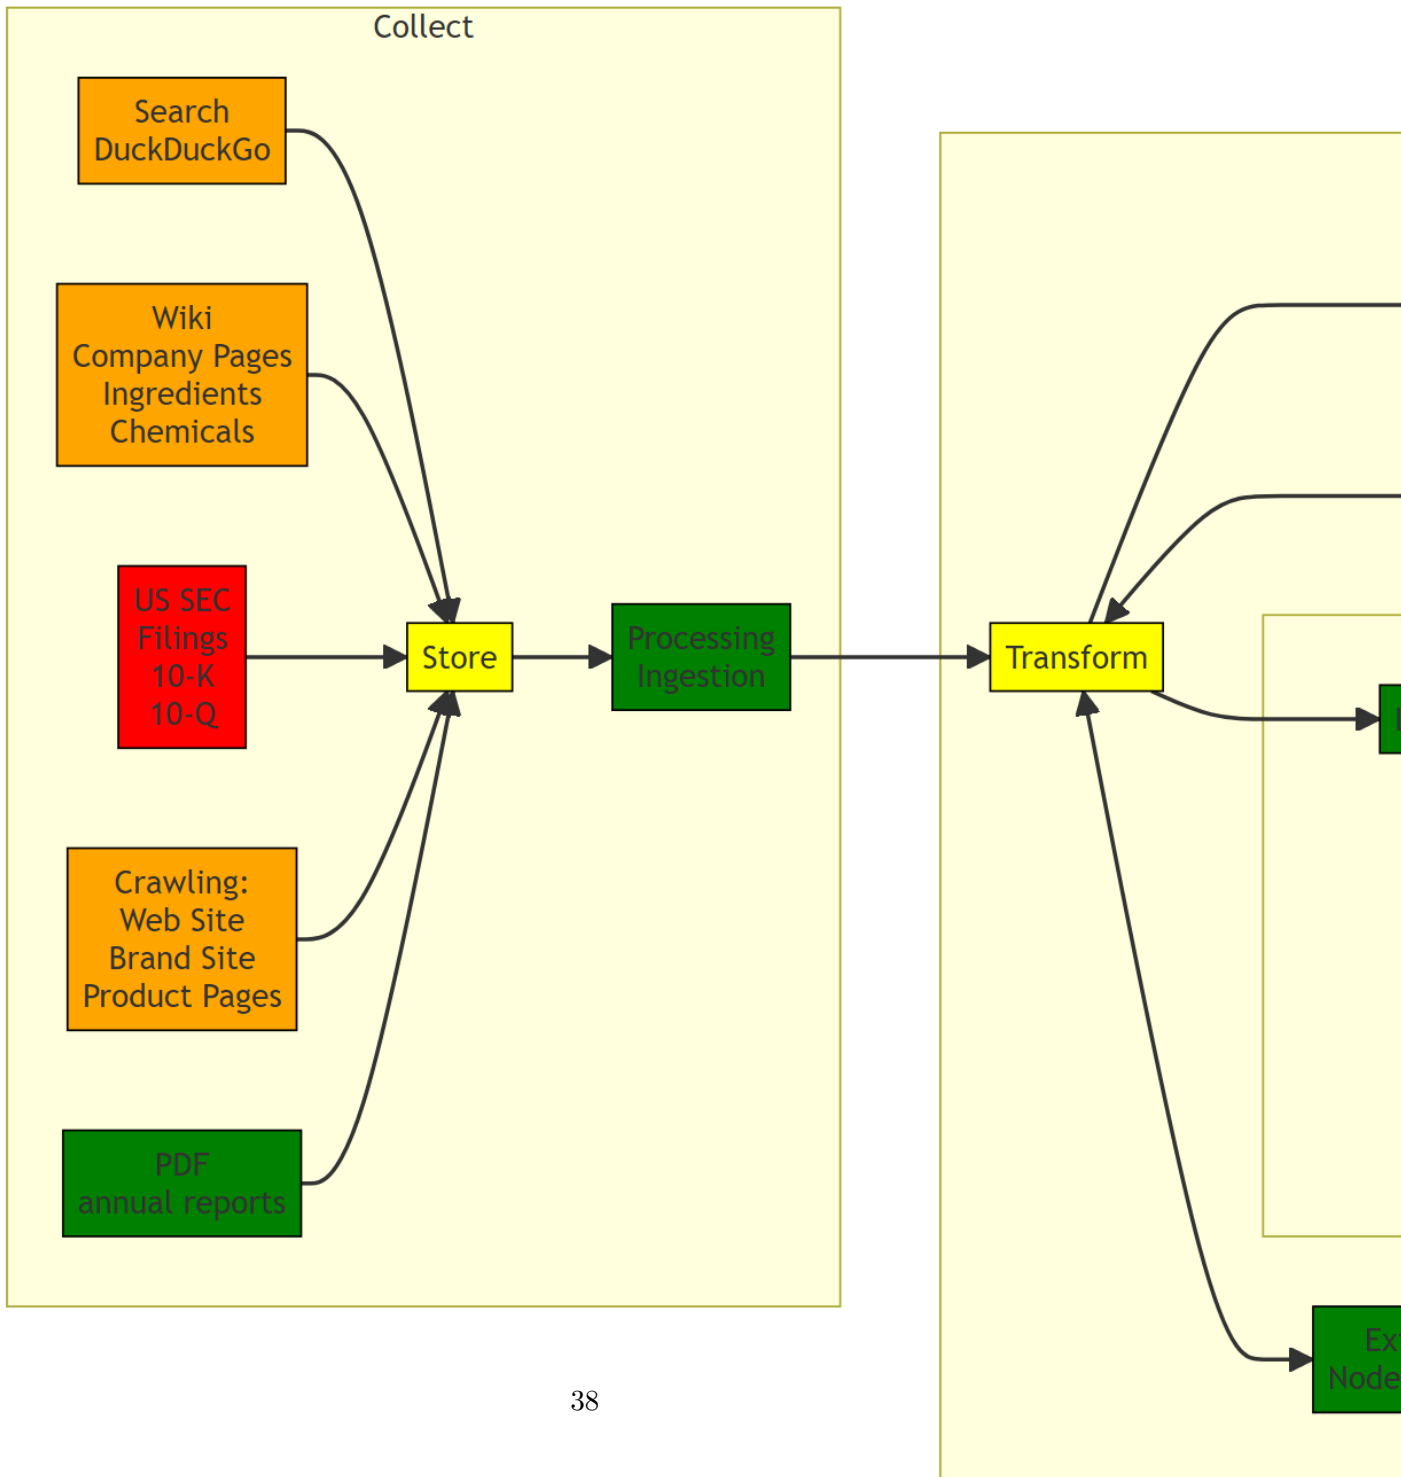 Collect
Search
DuckDuckGo
Wiki
Company Pages
Ingredients
Chemicals
US SEC
Filings
10-K
10-Q
Crawling:
Web Site
Brand Site
Product Pages
PDF
annual reports
Store
Processing
Ingestion
Transform
38